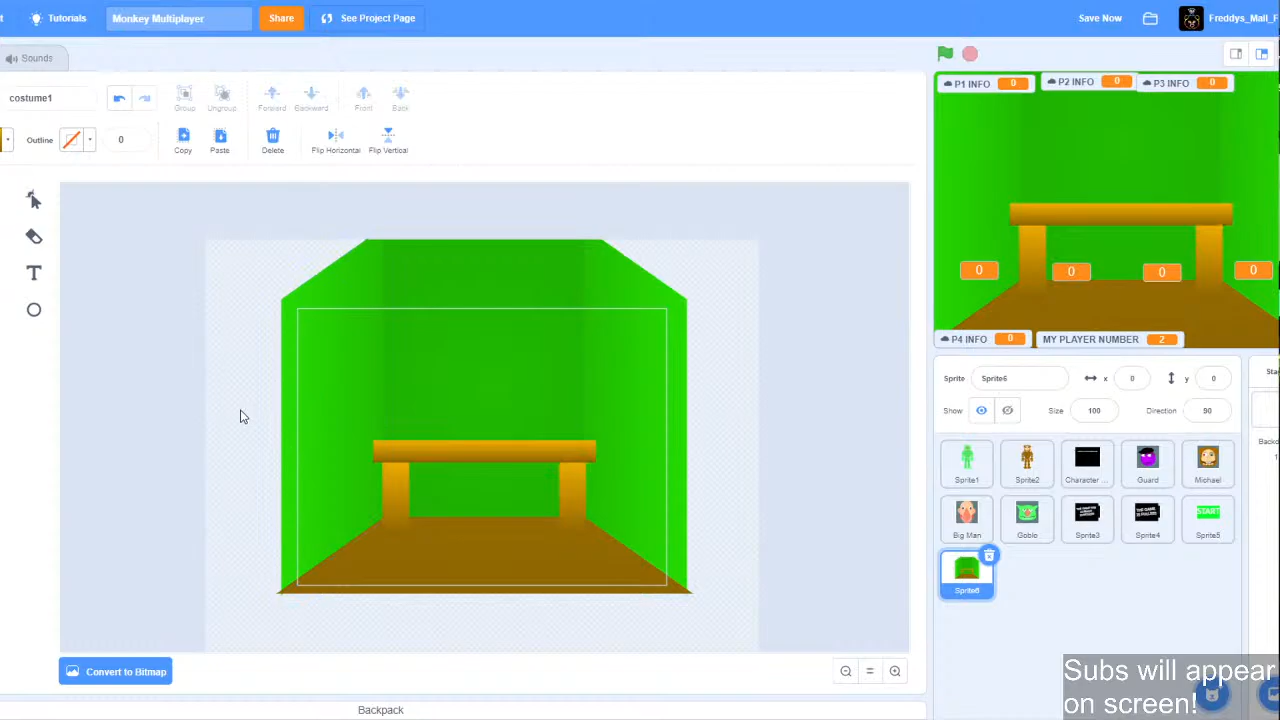 t Tutorials Monkey Multiplayer Share See Project Page Save Now Freddys_Mall_F
Sounds
costume1 Group Ungroup Forward Backward Front Back
Outline 0 Copy Paste Delete Flip Horizontal Flip Vertical
T
Convert to Bitmap
Backpack
P1 INFO 0 P2 INFO 0 P3 INFO 0
0 0 0 0
P4 INFO 0 MY PLAYER NUMBER 2
Sprite Sprite6 x 0 y 0
Show Size 100 Direction 90
Sprite1 Sprite2 Character ... Guard Michael
START
Big Man Goblo Sprite3 Sprite4 Sprite5
Sprite6
Sta
Backd
1
Subs will appear
on screen!